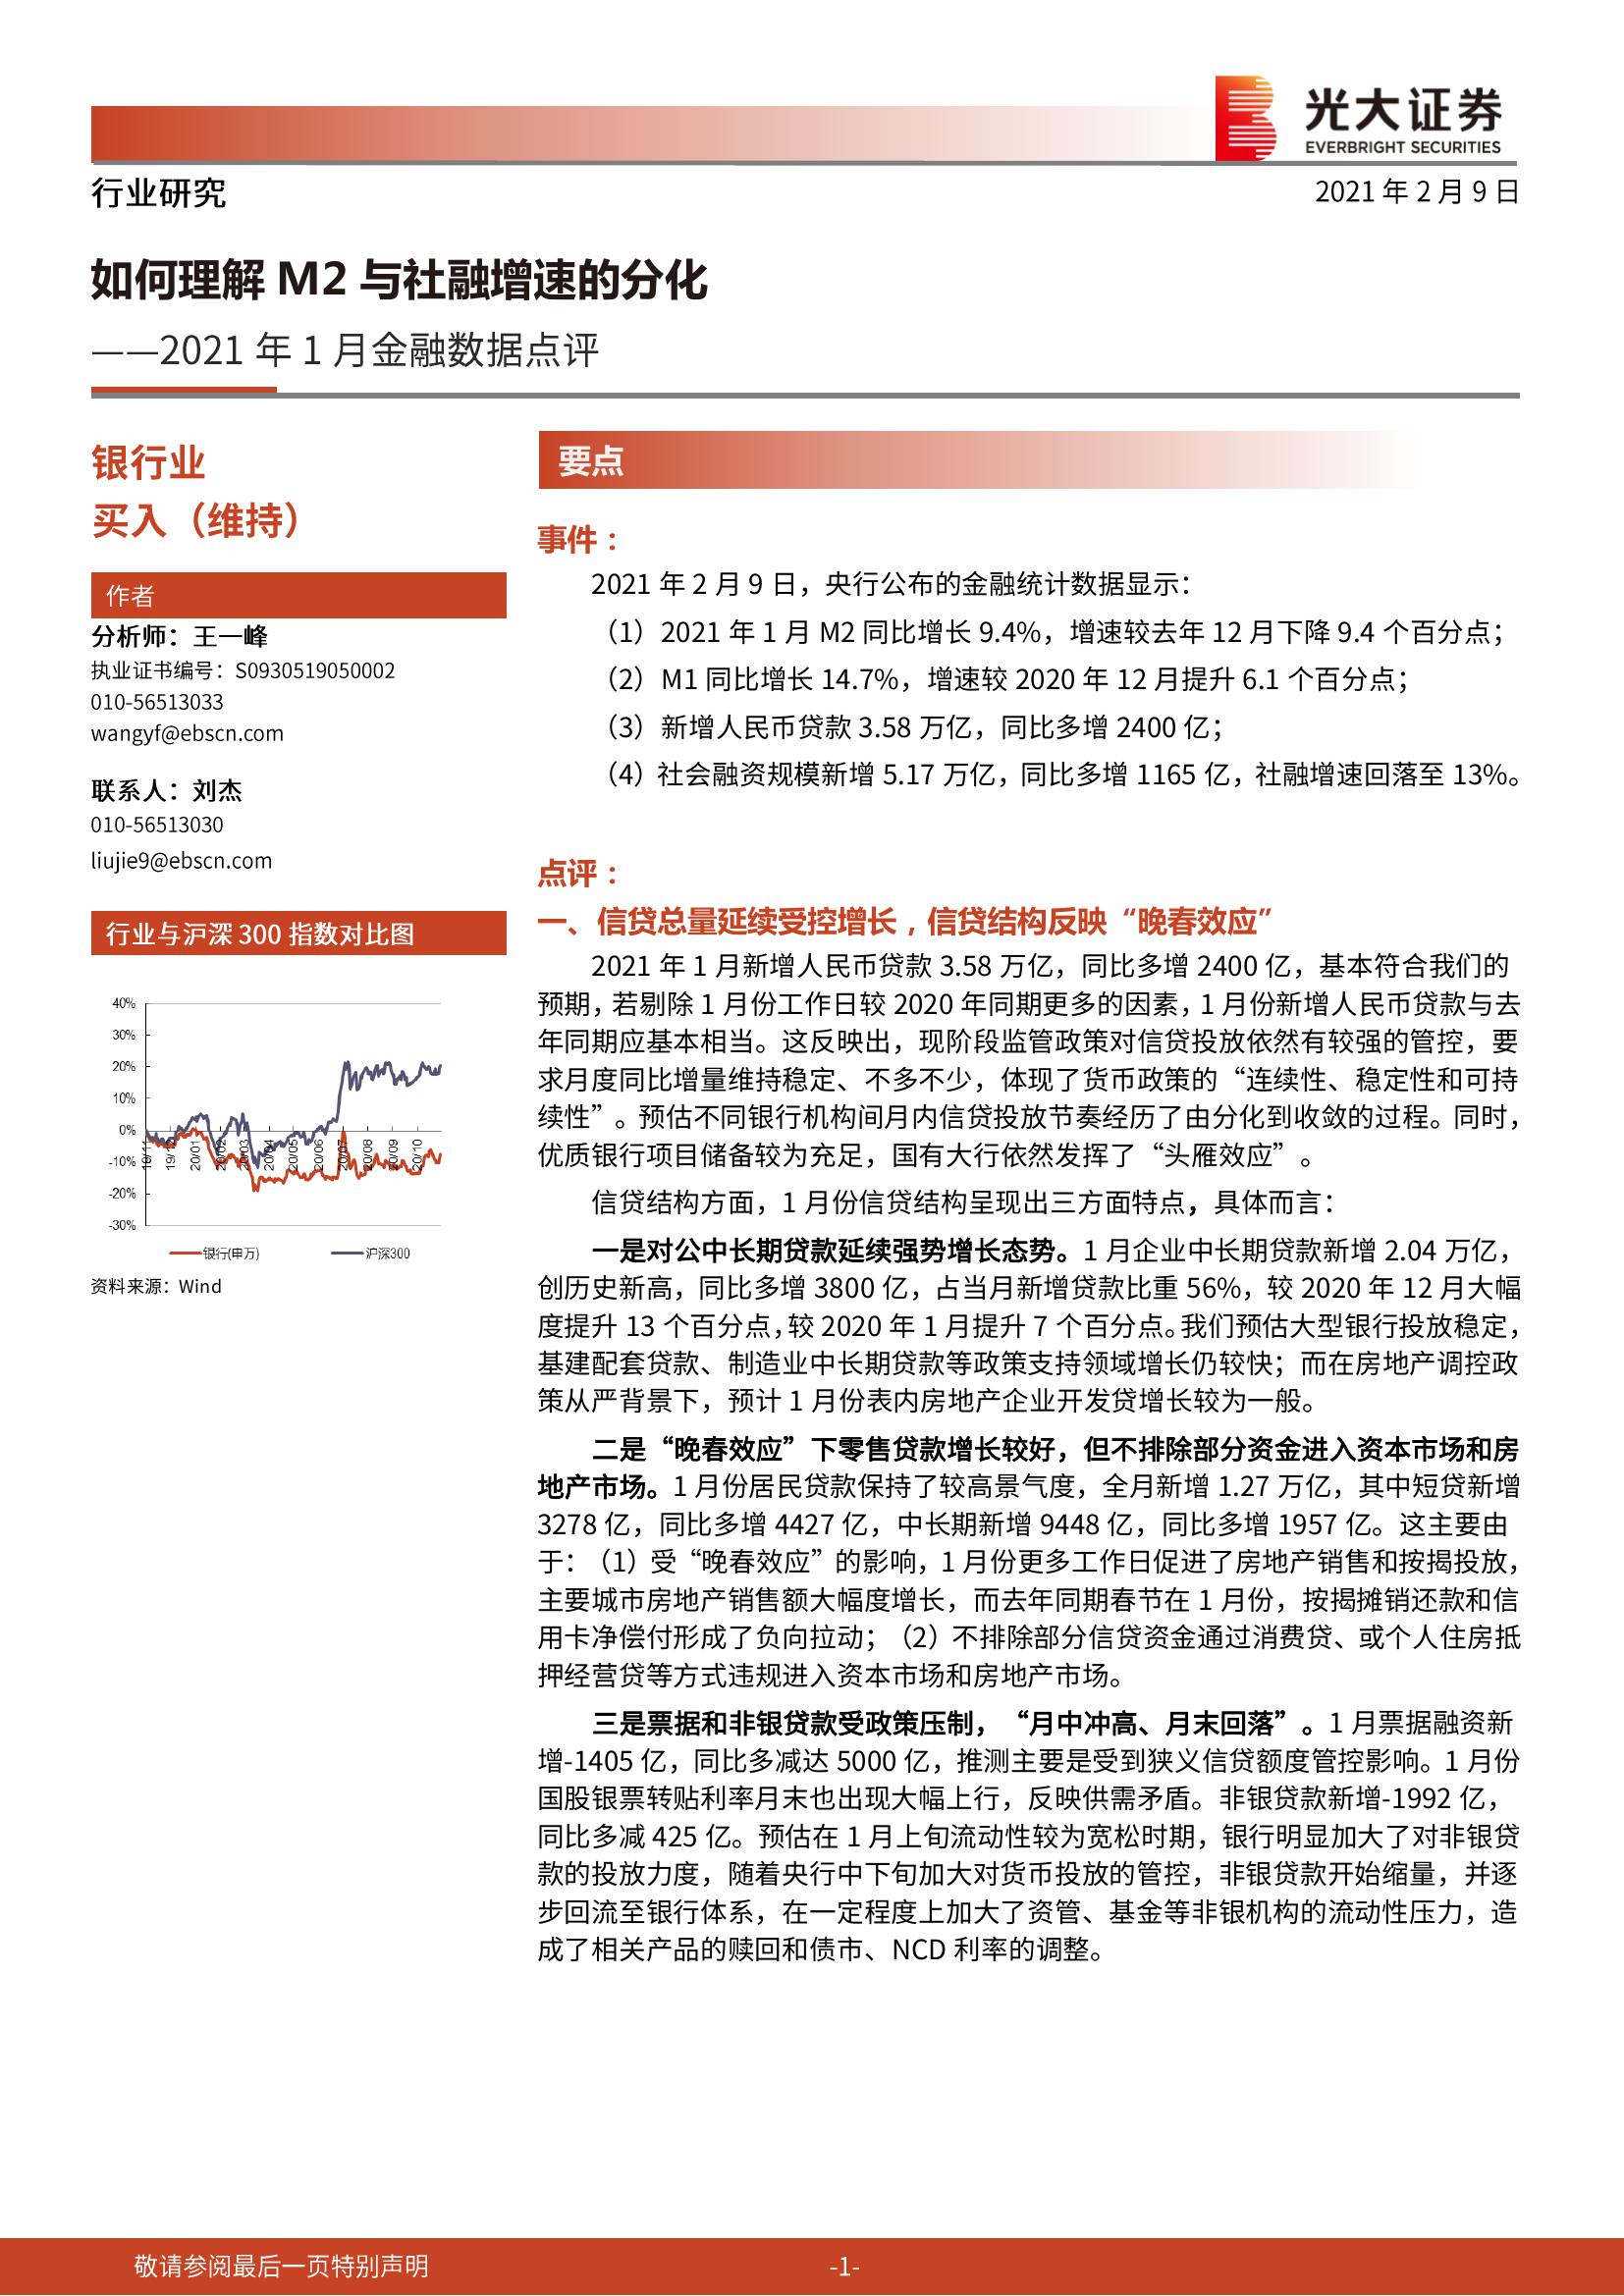 光大证券
EVERBRIGHT SECURITIES
行业研究
2021 年 2 月 9 日
如何理解 M2 与社融增速的分化
——2021 年 1 月金融数据点评
银行业
买入（维持）
作者
分析师：王一峰
执业证书编号：S0930519050002
010-56513033
wangyf@ebscn.com
联系人：刘杰
010-56513030
liujie9@ebscn.com
行业与沪深 300 指数对比图
40%
30%
20%
10%
0%
-10%
-20%
-30%
19/11 19/12 20/01 20/02 20/03 20/04 20/05 20/06 20/07 20/08 20/09 20/10
银行(申万) 沪深300
资料来源：Wind
要点
事件：
2021 年 2 月 9 日，央行公布的金融统计数据显示：
（1）2021 年 1 月 M2 同比增长 9.4%，增速较去年 12 月下降 9.4 个百分点；
（2）M1 同比增长 14.7%，增速较 2020 年 12 月提升 6.1 个百分点；
（3）新增人民币贷款 3.58 万亿，同比多增 2400 亿；
（4）社会融资规模新增 5.17 万亿，同比多增 1165 亿，社融增速回落至 13%。
点评：
一、信贷总量延续受控增长，信贷结构反映“晚春效应”
2021 年 1 月新增人民币贷款 3.58 万亿，同比多增 2400 亿，基本符合我们的
预期，若剔除 1 月份工作日较 2020 年同期更多的因素，1 月份新增人民币贷款与去
年同期应基本相当。这反映出，现阶段监管政策对信贷投放依然有较强的管控，要
求月度同比增量维持稳定、不多不少，体现了货币政策的“连续性、稳定性和可持
续性”。预估不同银行机构间月内信贷投放节奏经历了由分化到收敛的过程。同时，
优质银行项目储备较为充足，国有大行依然发挥了“头雁效应”。
信贷结构方面，1 月份信贷结构呈现出三方面特点，具体而言：
一是对公中长期贷款延续强势增长态势。1 月企业中长期贷款新增 2.04 万亿，
创历史新高，同比多增 3800 亿，占当月新增贷款比重 56%，较 2020 年 12 月大幅
度提升 13 个百分点，较 2020 年 1 月提升 7 个百分点。我们预估大型银行投放稳定，
基建配套贷款、制造业中长期贷款等政策支持领域增长仍较快；而在房地产调控政
策从严背景下，预计 1 月份表内房地产企业开发贷增长较为一般。
二是“晚春效应”下零售贷款增长较好，但不排除部分资金进入资本市场和房
地产市场。1 月份居民贷款保持了较高景气度，全月新增 1.27 万亿，其中短贷新增
3278 亿，同比多增 4427 亿，中长期新增 9448 亿，同比多增 1957 亿。这主要由
于：（1）受“晚春效应”的影响，1 月份更多工作日促进了房地产销售和按揭投放，
主要城市房地产销售额大幅度增长，而去年同期春节在 1 月份，按揭摊销还款和信
用卡净偿付形成了负向拉动；（2）不排除部分信贷资金通过消费贷、或个人住房抵
押经营贷等方式违规进入资本市场和房地产市场。
三是票据和非银贷款受政策压制，“月中冲高、月末回落”。1 月票据融资新
增-1405 亿，同比多减达 5000 亿，推测主要是受到狭义信贷额度管控影响。1 月份
国股银票转贴利率月末也出现大幅上行，反映供需矛盾。非银贷款新增-1992 亿，
同比多减 425 亿。预估在 1 月上旬流动性较为宽松时期，银行明显加大了对非银贷
款的投放力度，随着央行中下旬加大对货币投放的管控，非银贷款开始缩量，并逐
步回流至银行体系，在一定程度上加大了资管、基金等非银机构的流动性压力，造
成了相关产品的赎回和债市、NCD 利率的调整。
敬请参阅最后一页特别声明
-1-